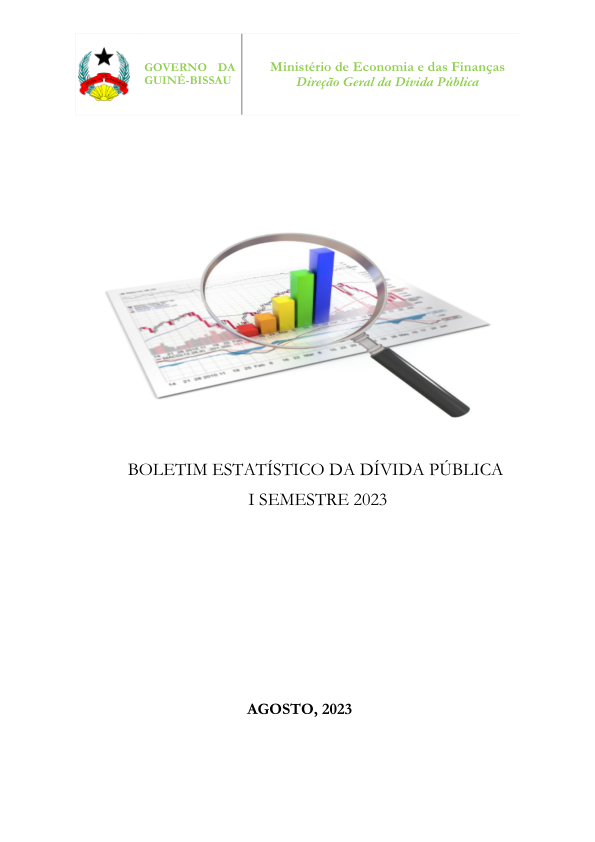 GOVERNO DA
GUINÉ-BISSAU
Ministério de Economia e das Finanças
Direção Geral da Dívida Pública
BOLETIM ESTATÍSTICO DA DÍVIDA PÚBLICA
I SEMESTRE 2023
AGOSTO, 2023